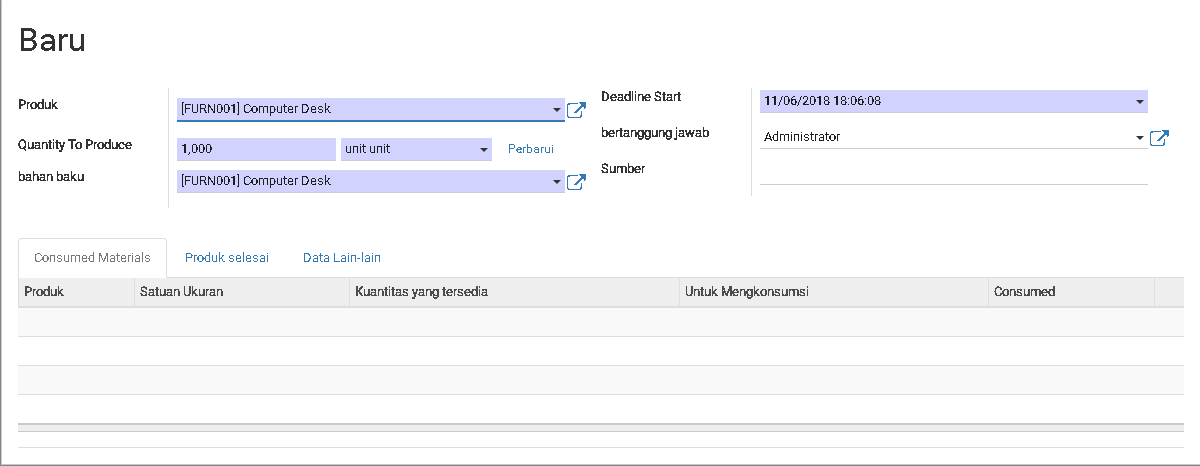 Baru
Produk
[FURN001] Computer Desk
Quantity To Produce
1,000
unit unit
Perbarui
bahan baku
[FURN001] Computer Desk
Deadline Start
11/06/2018 18:06:08
bertanggung jawab
Administrator
Sumber
Consumed Materials
Produk selesai
Data Lain-lain
Produk
Satuan Ukuran
Kuantitas yang tersedia
Untuk Mengkonsumsi
Consumed